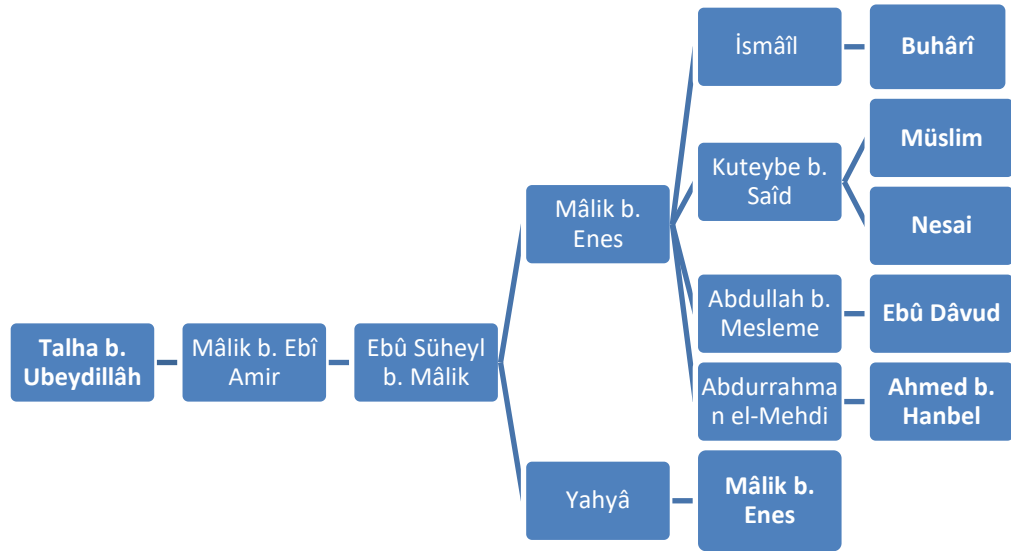 Talha b.
Ubeydillâh
Mâlik b. Ebî
Amir
Ebû Süheyl
b. Mâlik
Mâlik b.
Enes
İsmâîl
Buhârî
Kuteybe b.
Saîd
Müslim
Nesai
Abdullah b.
Mesleme
Ebû Dâvud
Abdurrahma
n el-Mehdi
Ahmed b.
Hanbel
Yahyâ
Mâlik b.
Enes